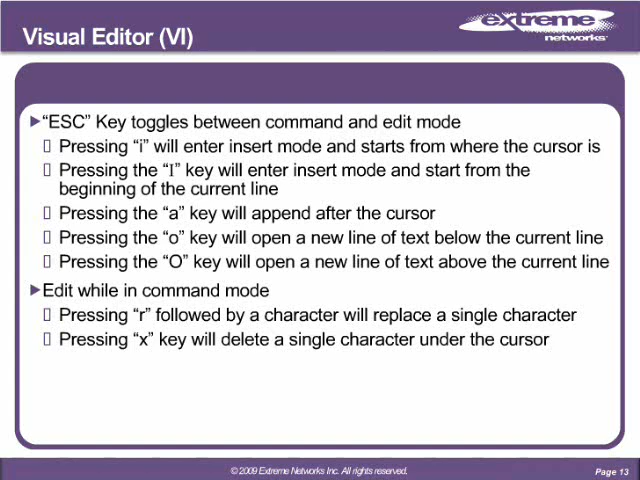 Visual Editor (VI)
extreme
networks
"ESC" Key toggles between command and edit mode
Pressing "i" will enter insert mode and starts from where the cursor is
Pressing the "I" key will enter insert mode and start from the
beginning of the current line
Pressing the "a" key will append after the cursor
Pressing the "o" key will open a new line of text below the current line
Pressing the "O" key will open a new line of text above the current line
Edit while in command mode
Pressing "r" followed by a character will replace a single character
Pressing "x" key will delete a single character under the cursor
© 2009 Extreme Networks Inc. All rights reserved.
Page 13